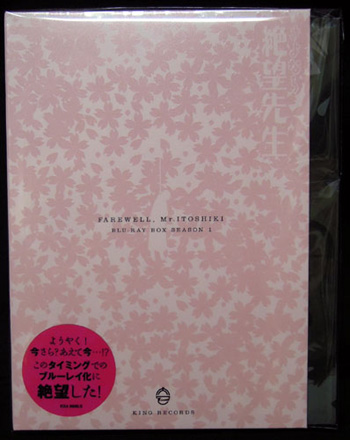 絶望先生
FAREWELL, Mr.ITOSHIKI
BLU-RAY BOX SEASON 1
ようやく!
今さら?あえて今…!?
このタイミングでの
ブルーレイ化に
絶望した!
KING RECORDS